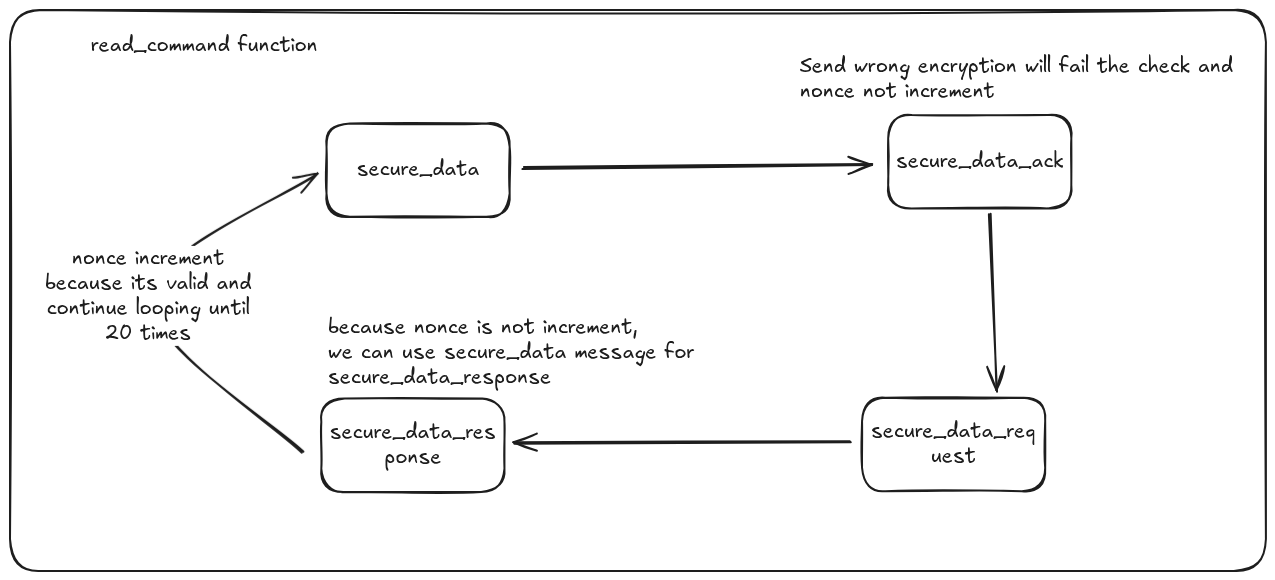 read_command function
Send wrong encryption will fail the check and
nonce not increment
secure_data
secure_data_ack
nonce increment
because its valid and
continue looping until
20 times
because nonce is not increment,
we can use secure_data message for
secure_data_response
secure_data_res
ponse
secure_data_req
uest